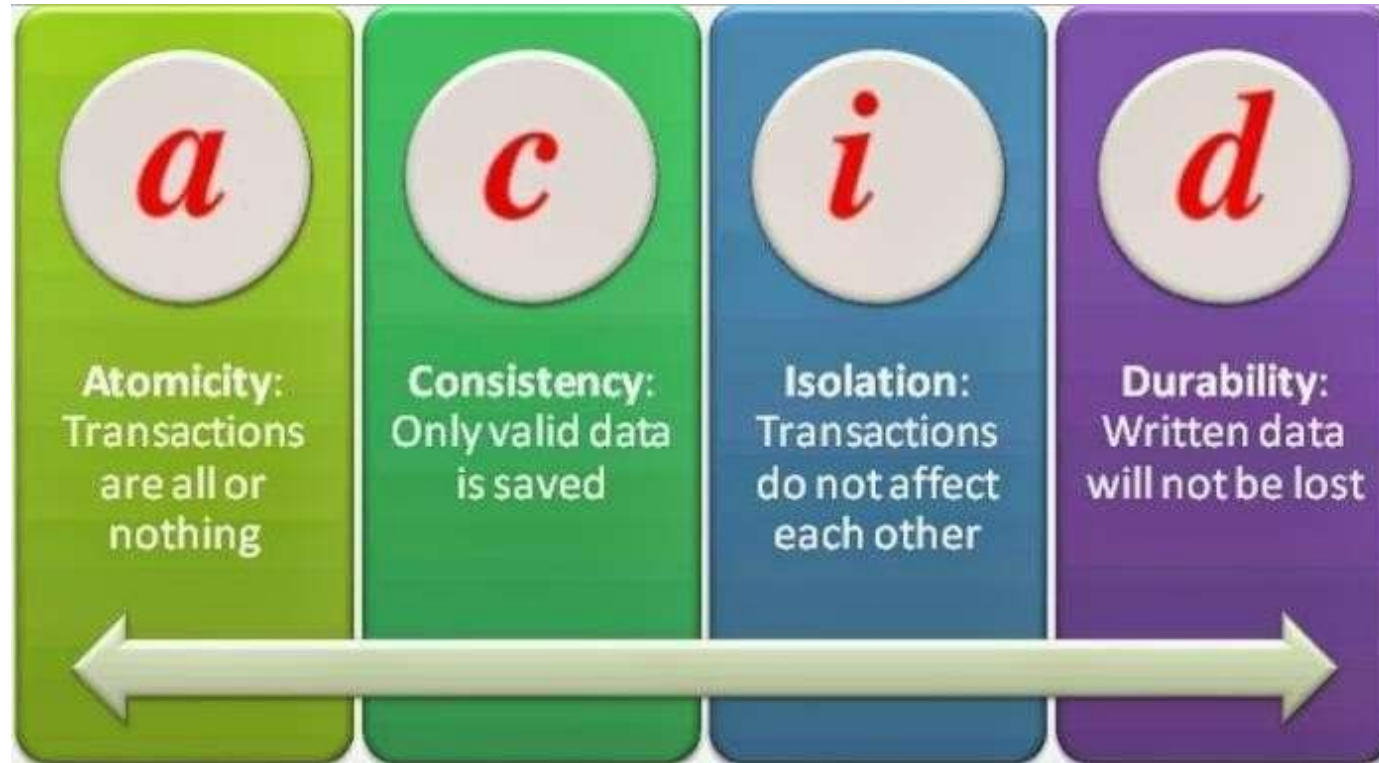 a
Atomicity:
Transactions
are all or
nothing
c
Consistency:
Only valid data
is saved
i
Isolation:
Transactions
do not affect
each other
d
Durability:
Written data
will not be lost